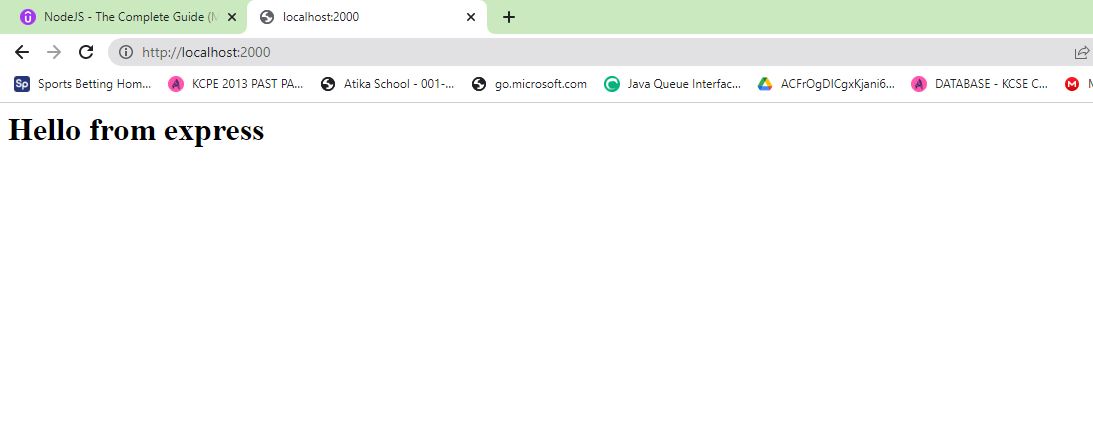 NodeJS - The Complete Guide (M
localhost:2000
http://localhost:2000
Sp Sports Betting Hom... KCPE 2013 PAST PA... Atika School - 001-... go.microsoft.com Java Queue Interfac... ACFrOgDICgxKjani6... DATABASE - KCSE C...
Hello from express